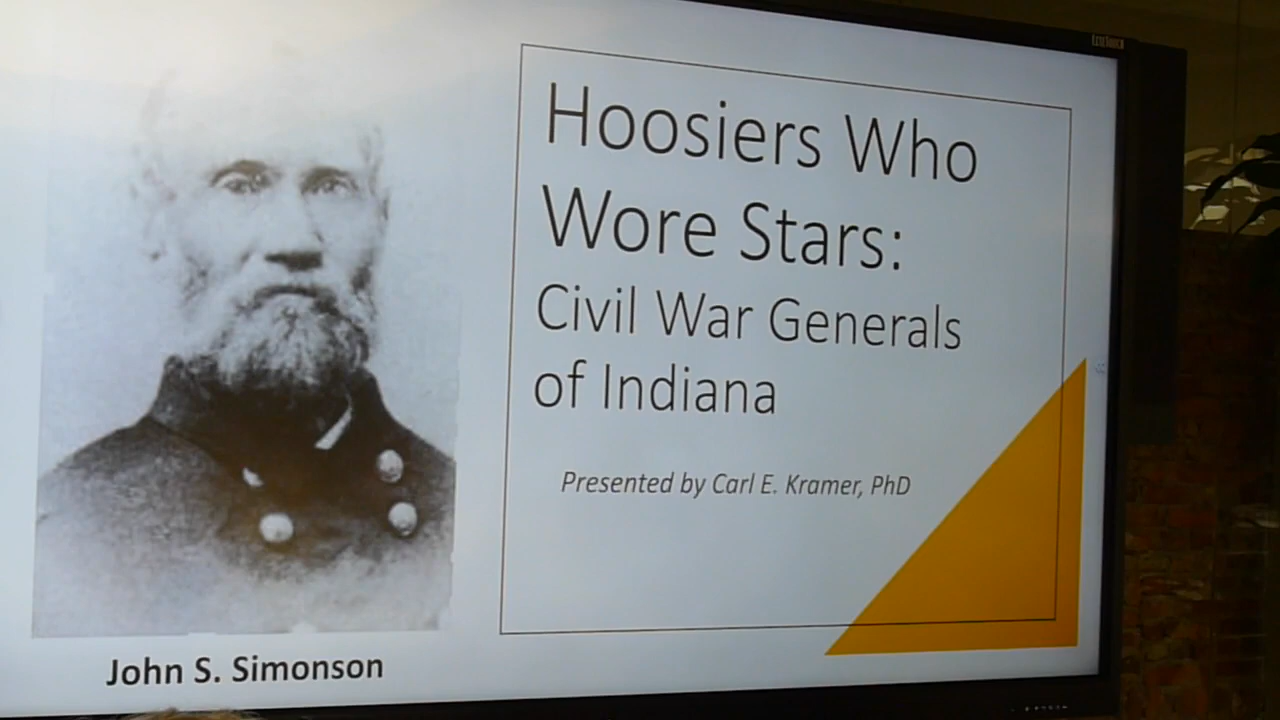 Hoosiers Who
Wore Stars:
Civil War Generals
of Indiana
Presented by Carl E. Kramer, PhD
John S. Simonson